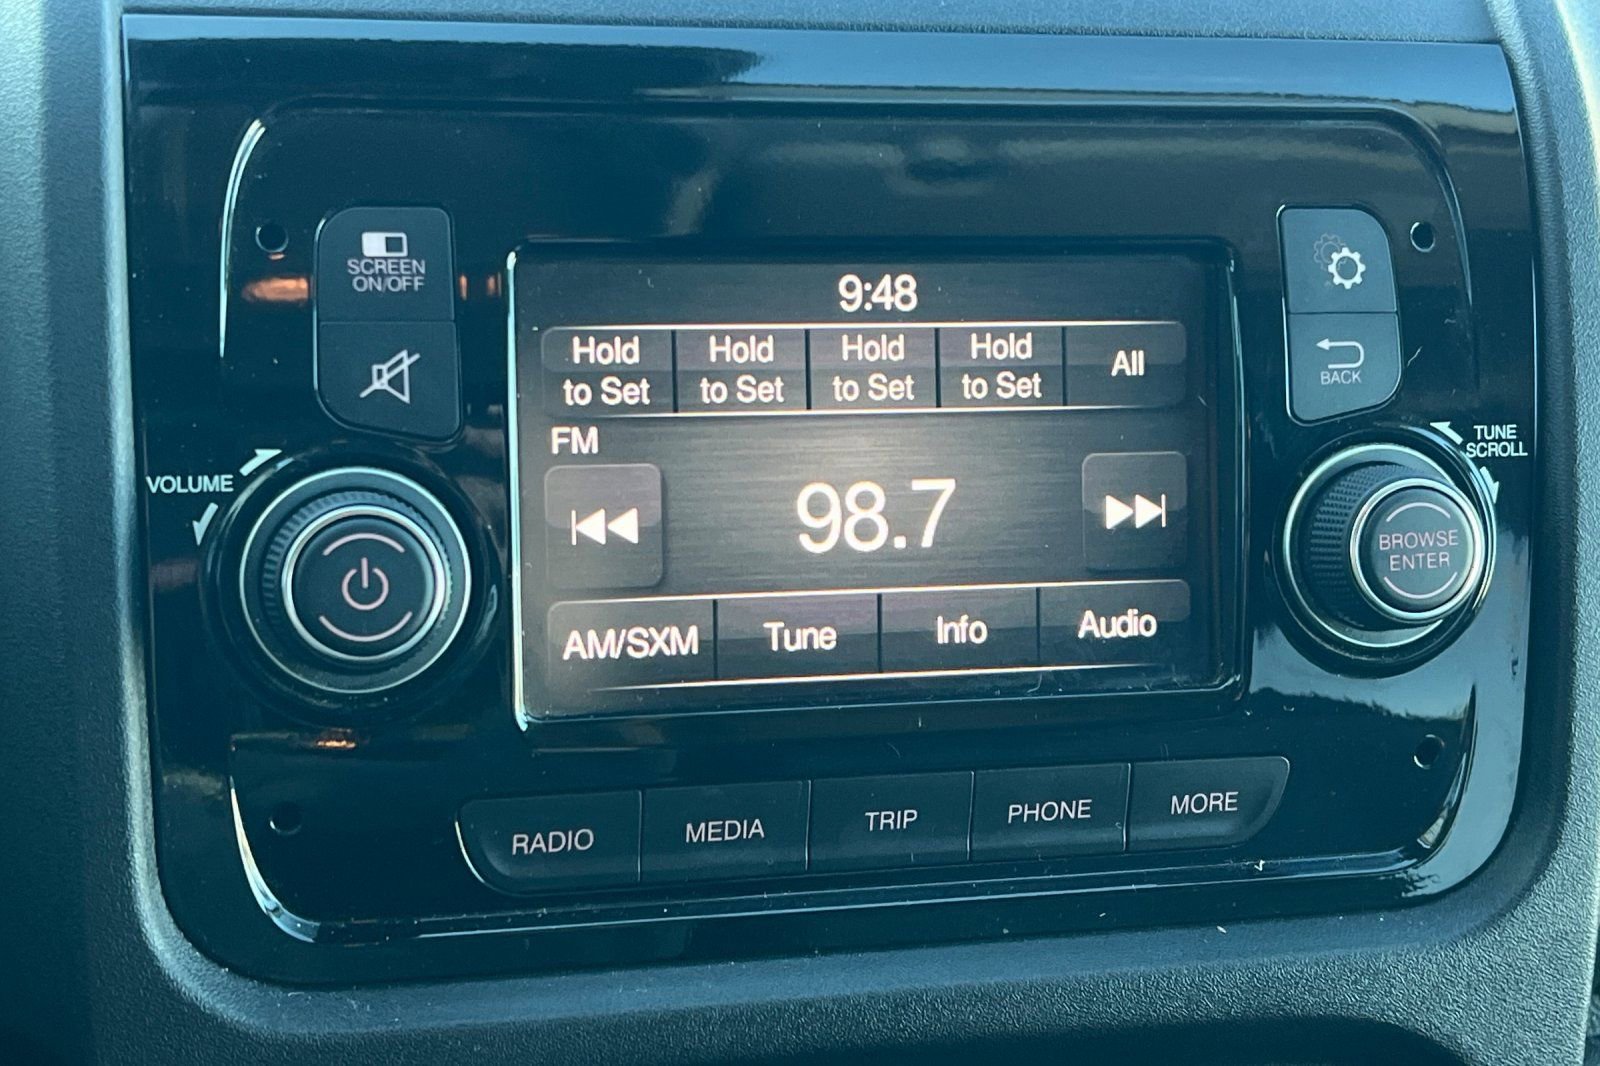 SCREEN
ON/OFF
9:48
Hold
to Set
Hold
to Set
Hold
to Set
Hold
to Set
All
BACK
FM
VOLUME
TUNE
SCROLL
98.7
BROWSE
ENTER
AM/SXM
Tune
Info
Audio
RADIO
MEDIA
TRIP
PHONE
MORE